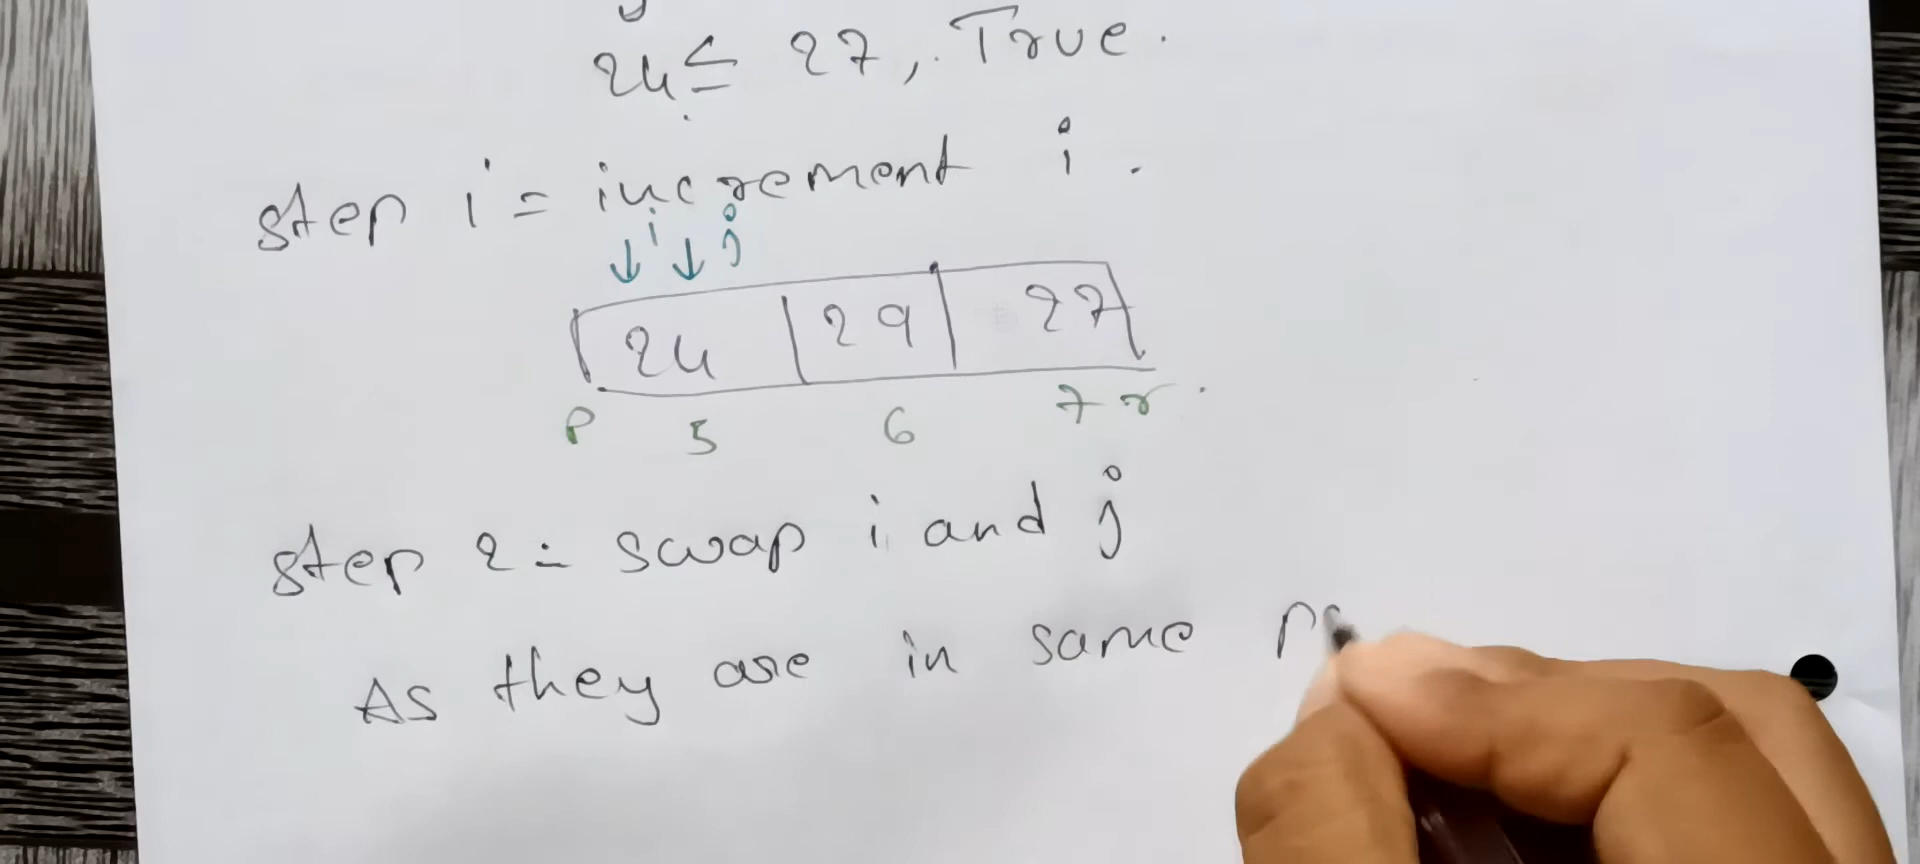 24 ≤ 27, True.
step 1 = increment i.
i j
24 29 27
P 5 6 7 r.
step 2 = swap i and j
As they are in same